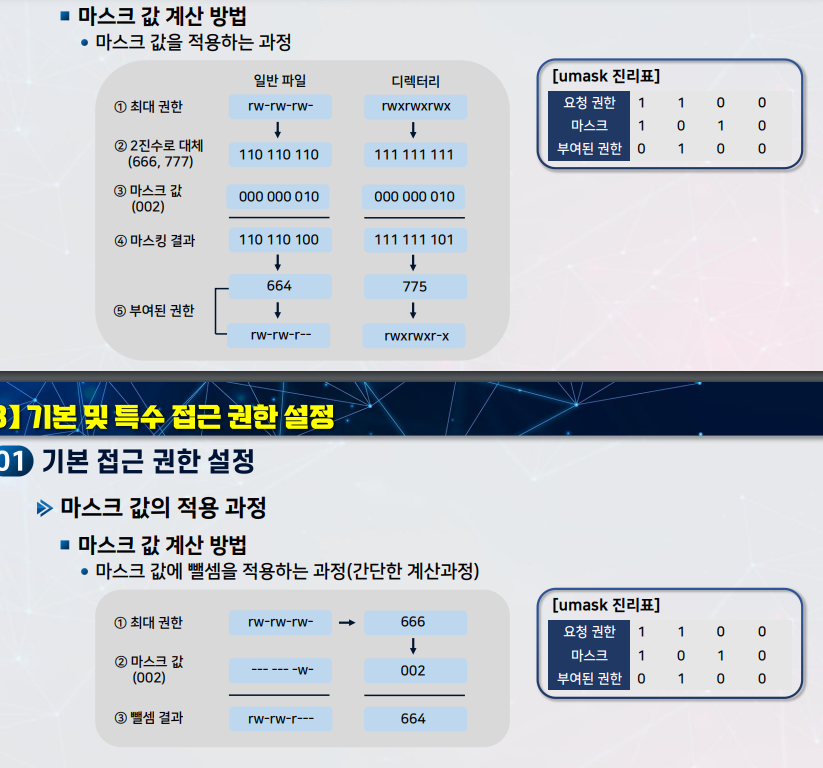 마스크 값 계산 방법
마스크 값을 적용하는 과정
일반 파일 디렉터리
① 최대 권한 rw-rw-rw- rwxrwxrwx
② 2진수로 대체 110 110 110 111 111 111
(666, 777)
③ 마스크 값 000 000 010 000 000 010
(002)
④ 마스킹 결과 110 110 100 111 111 101
664 775
⑤ 부여된 권한
rw-rw-r-- rwxrwxr-x
[umask 진리표]
요청 권한 1 1 0 0
마스크 1 0 1 0
부여된 권한 0 1 0 0
3] 기본 및 특수 접근 권한 설정
01 기본 접근 권한 설정
마스크 값의 적용 과정
마스크 값 계산 방법
마스크 값에 뺄셈을 적용하는 과정(간단한 계산과정)
① 최대 권한 rw-rw-rw- 666
② 마스크 값 --- --- -w- 002
(002)
③ 뺄셈 결과 rw-rw-r--- 664
[umask 진리표]
요청 권한 1 1 0 0
마스크 1 0 1 0
부여된 권한 0 1 0 0